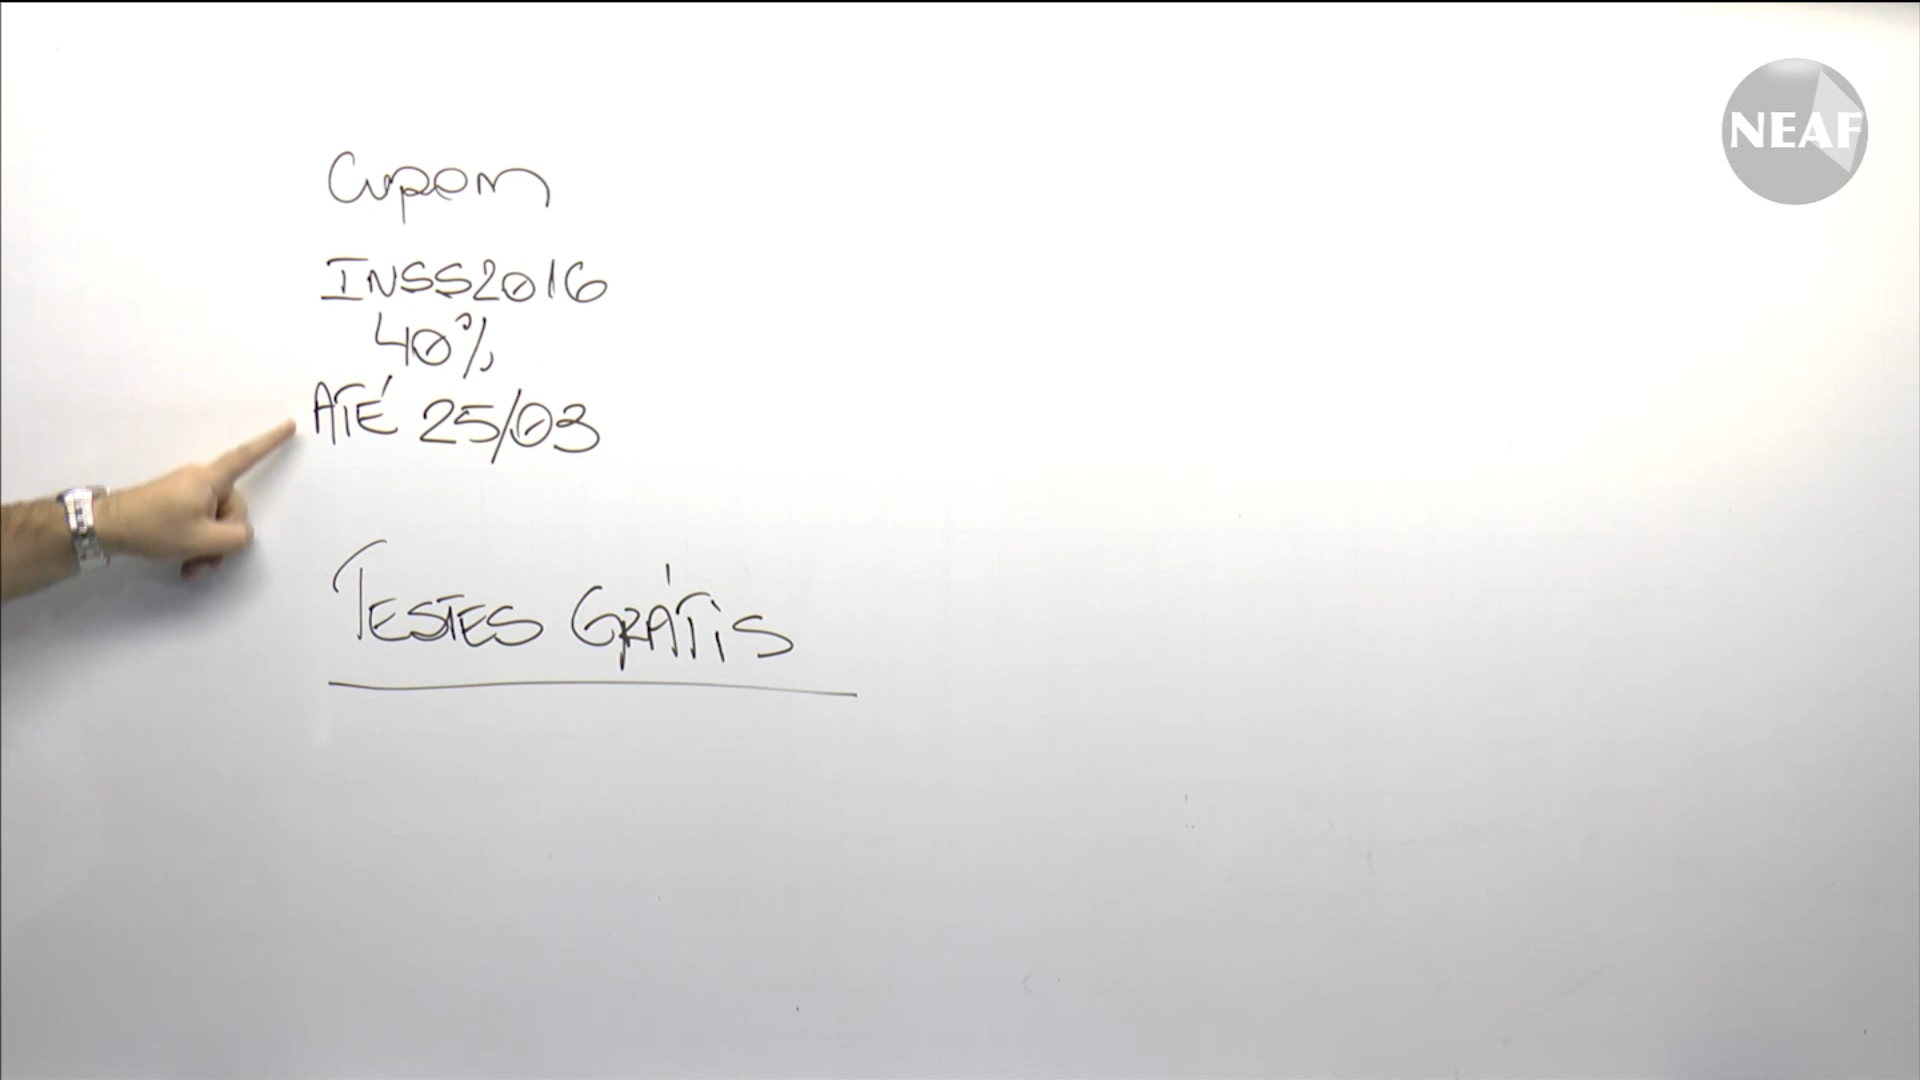 Cupom
INSS2016
40%
ATÉ 25/03
TESTES GRÁTIS
NEAF